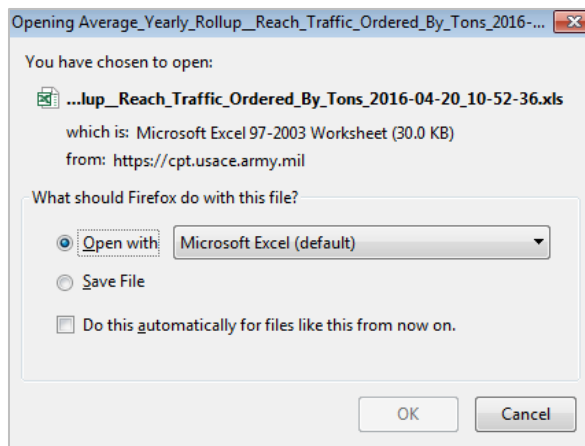 Opening Average_Yearly_Rollup__Reach_Traffic_Ordered_By_Tons_2016-...
You have chosen to open:
...lup__Reach_Traffic_Ordered_By_Tons_2016-04-20_10-52-36.xls
which is: Microsoft Excel 97-2003 Worksheet (30.0 KB)
from: https://cpt.usace.army.mil
What should Firefox do with this file?
Open with Microsoft Excel (default)
Save File
Do this automatically for files like this from now on.
OK Cancel